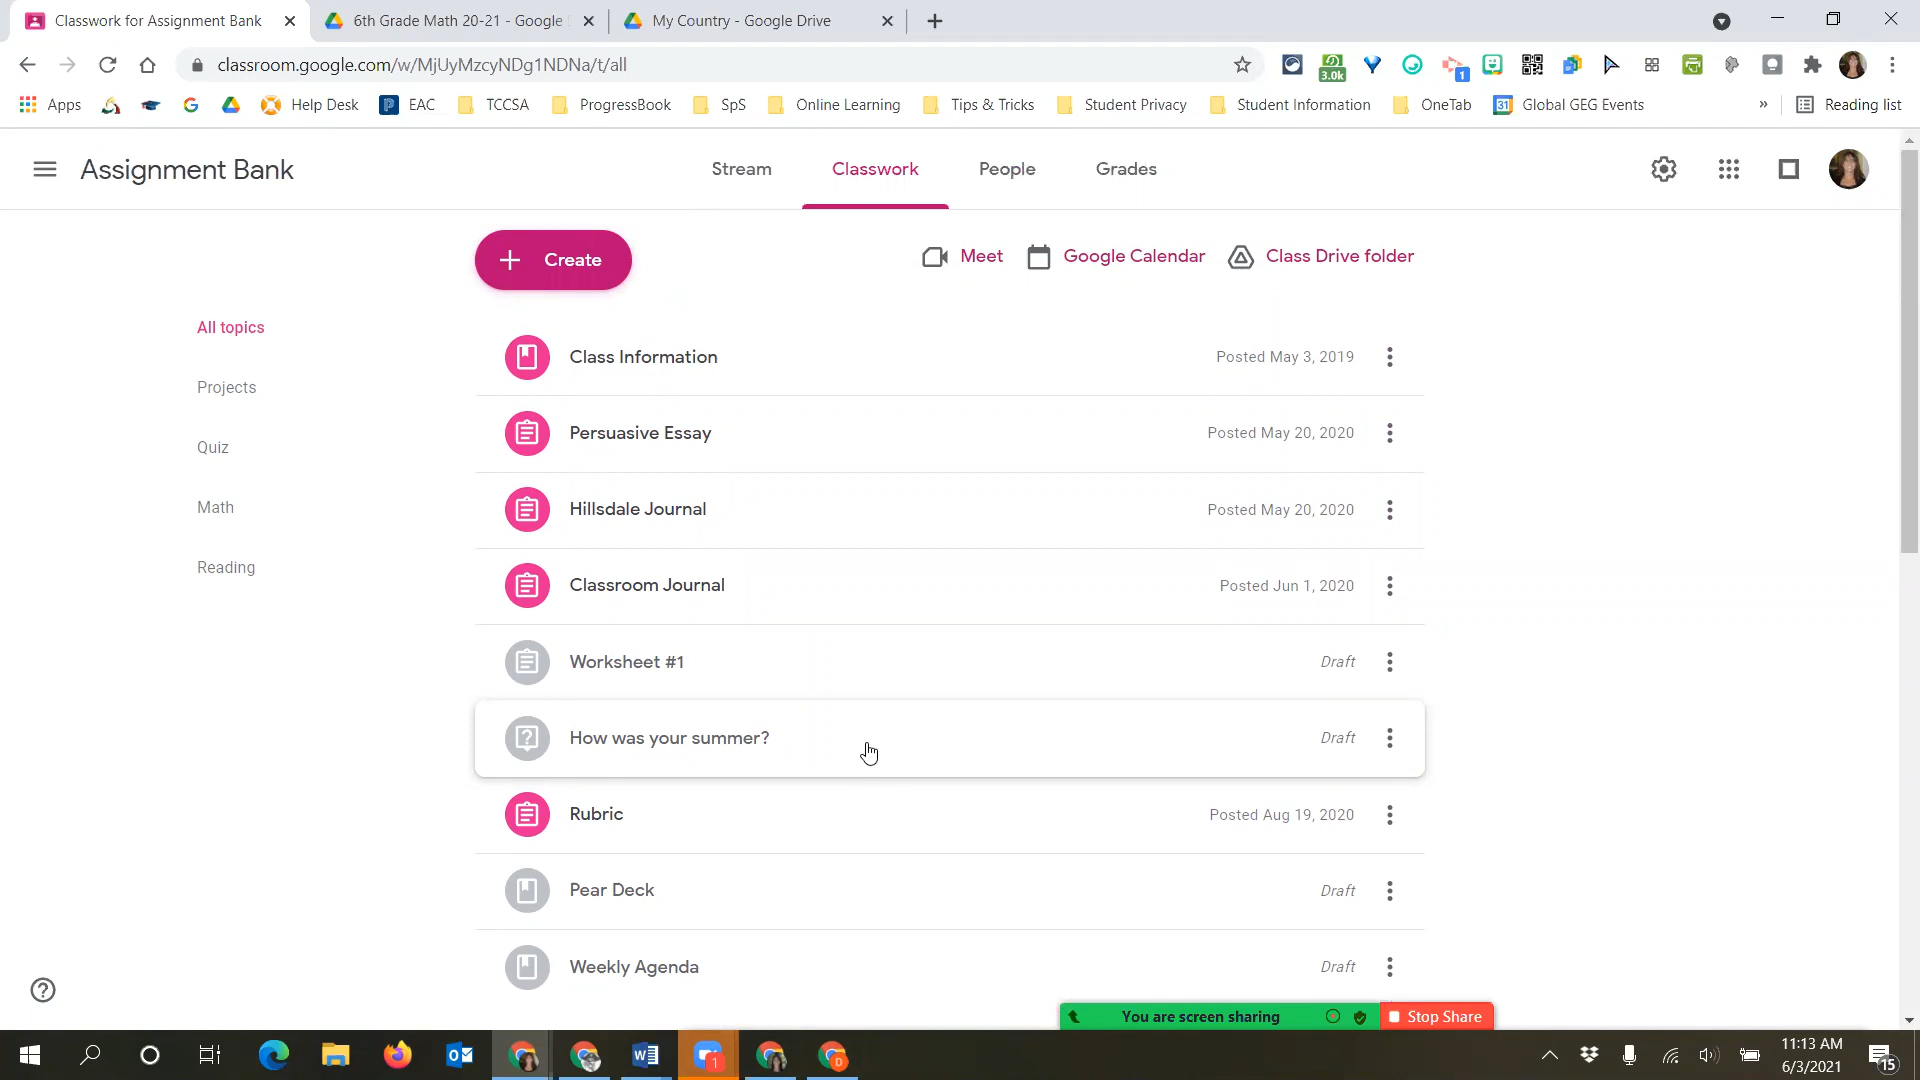 Classwork for Assignment Bank
6th Grade Math 20-21 - Google
My Country - Google Drive
classroom.google.com/w/MjUyMzcyNDg1NDNa/t/all
3.0k
1
Apps
Help Desk
EAC
TCCSA
ProgressBook
SpS
Online Learning
Tips & Tricks
Student Privacy
Student Information
OneTab
31
Global GEG Events
»
Reading list
Assignment Bank
Stream
Classwork
People
Grades
Create
Meet
Google Calendar
Class Drive folder
All topics
Projects
Quiz
Math
Reading
Class Information
Posted May 3, 2019
Persuasive Essay
Posted May 20, 2020
Hillsdale Journal
Posted May 20, 2020
Classroom Journal
Posted Jun 1, 2020
Worksheet #1
Draft
How was your summer?
Draft
Rubric
Posted Aug 19, 2020
Pear Deck
Draft
Weekly Agenda
Draft
You are screen sharing
Stop Share
1
D
11:13 AM
6/3/2021
15